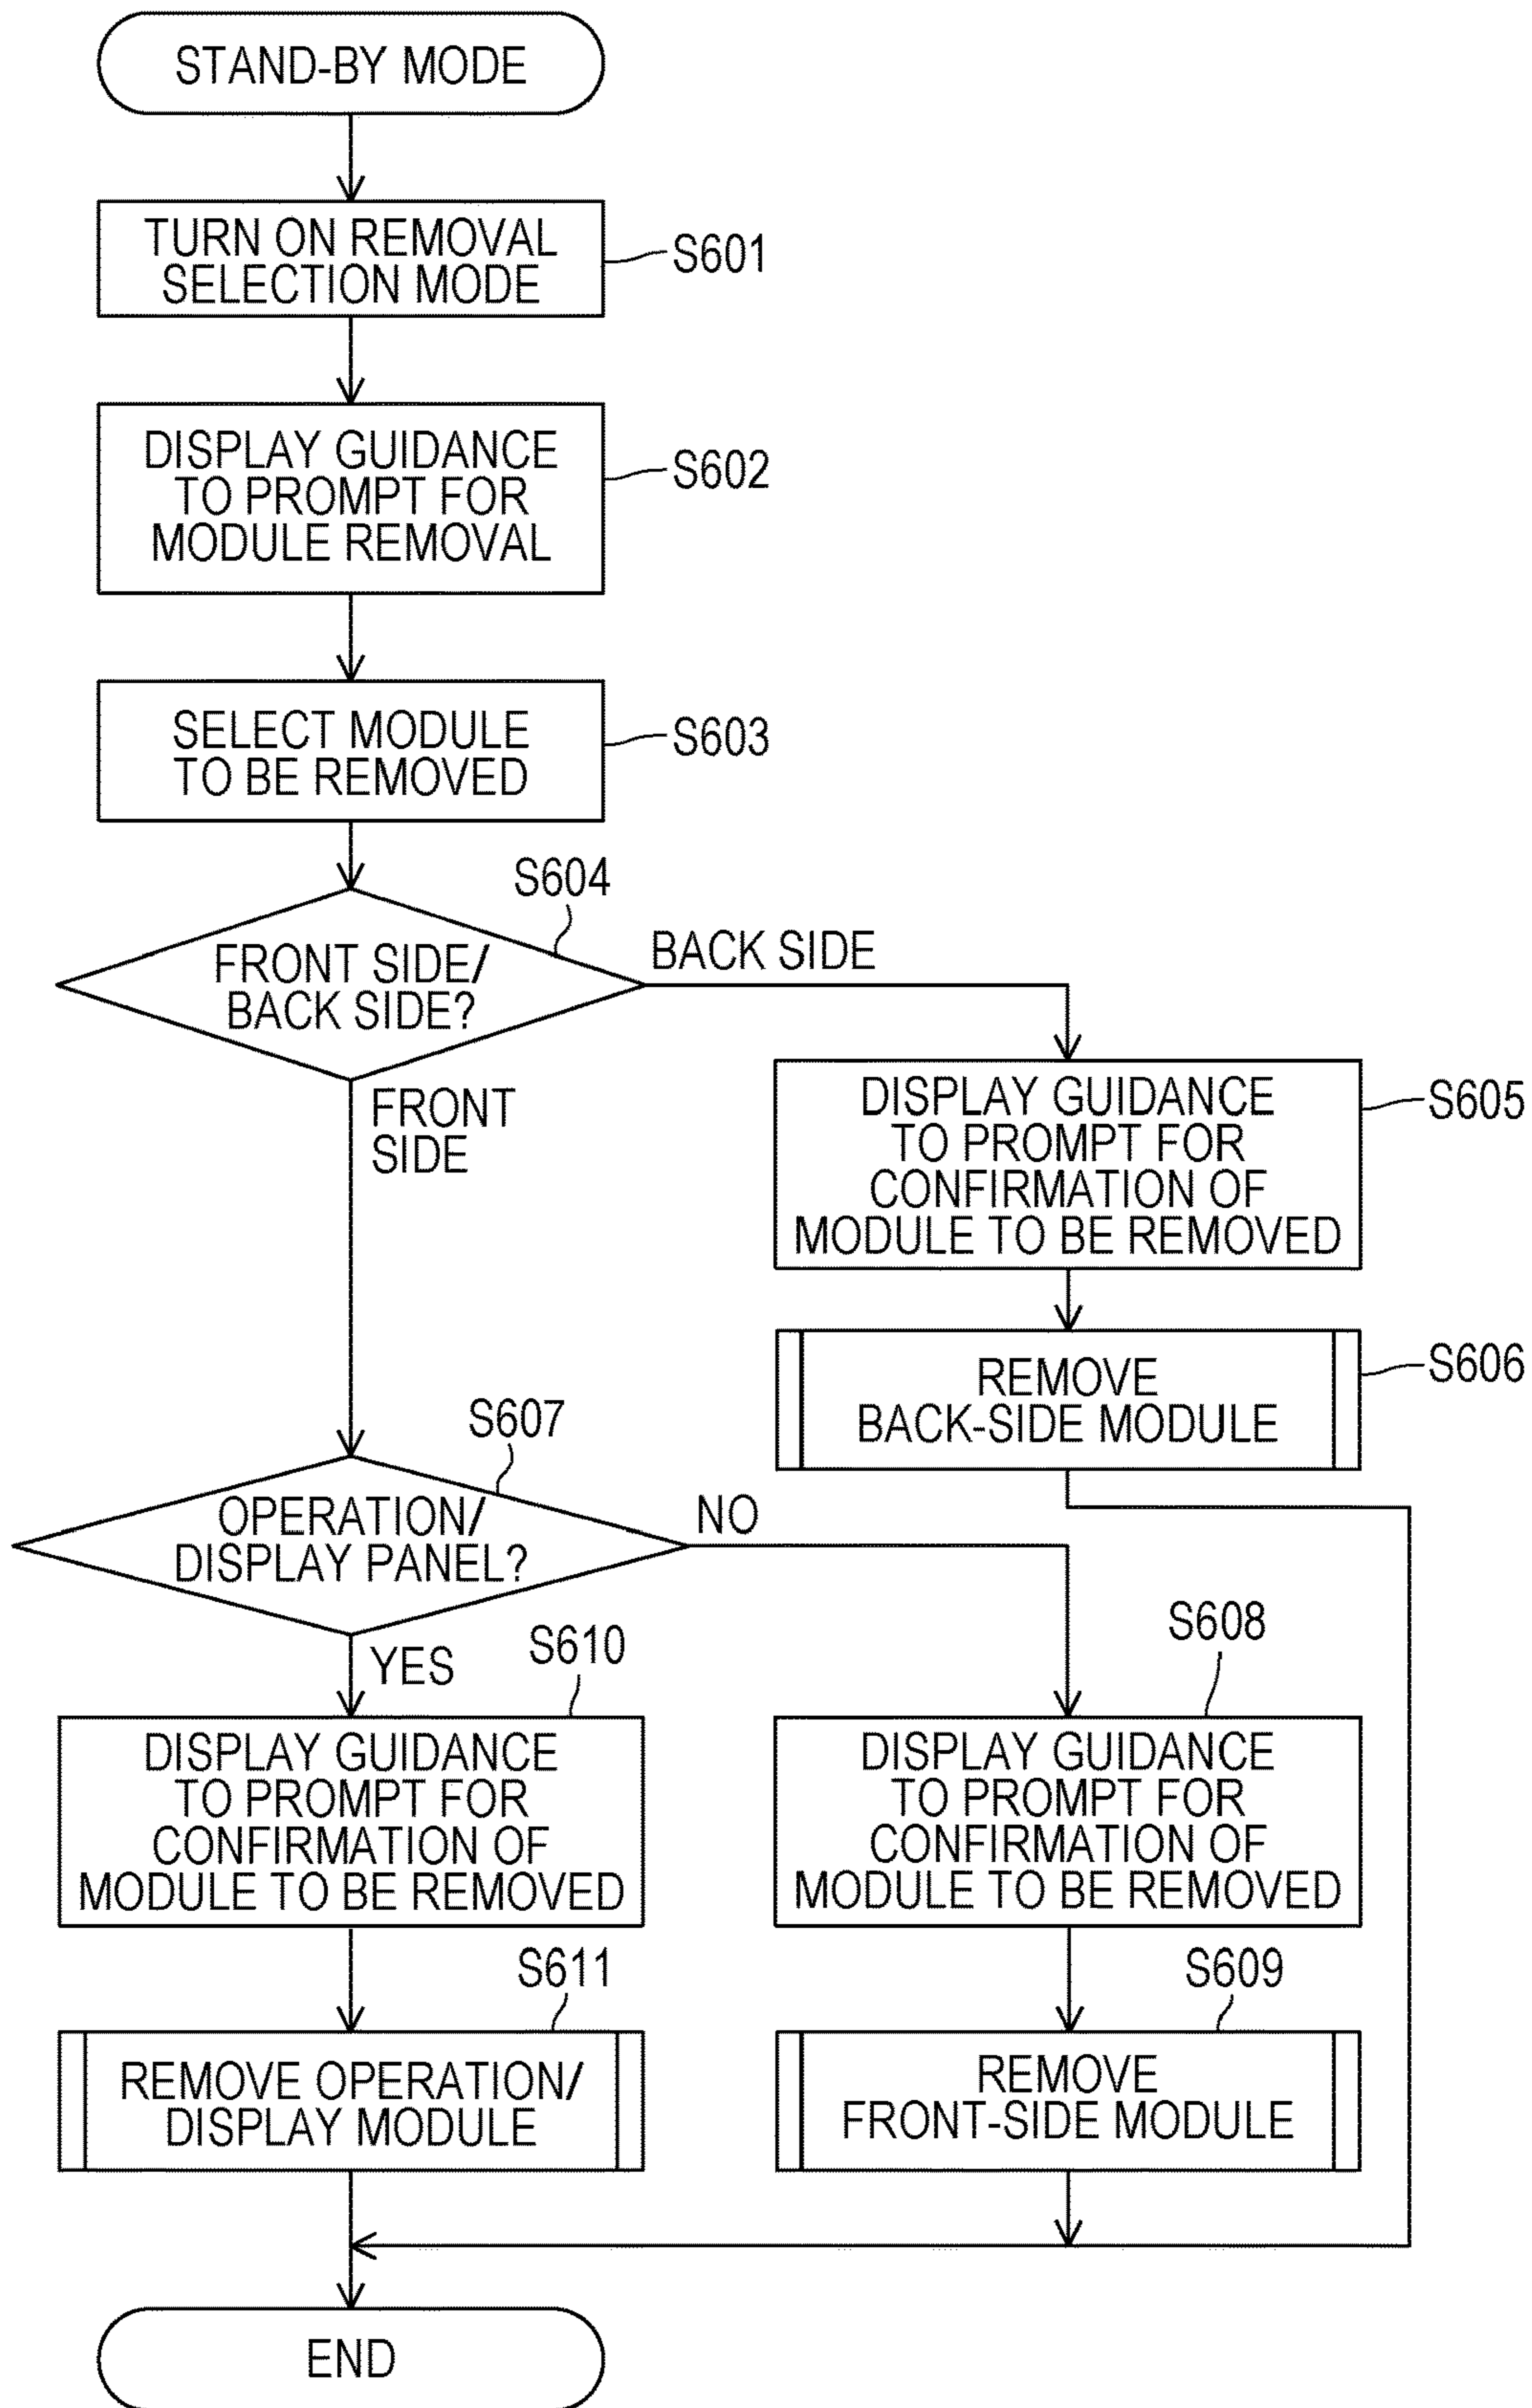 STAND-BY MODE
TURN ON REMOVAL
SELECTION MODE
S601
DISPLAY GUIDANCE
TO PROMPT FOR
MODULE REMOVAL
S602
SELECT MODULE
TO BE REMOVED
S603
S604
FRONT SIDE/
BACK SIDE?
BACK SIDE
FRONT
SIDE
DISPLAY GUIDANCE
TO PROMPT FOR
CONFIRMATION OF
MODULE TO BE REMOVED
S605
REMOVE
BACK-SIDE MODULE
S606
S607
OPERATION/
DISPLAY PANEL?
NO
YES
S610
DISPLAY GUIDANCE
TO PROMPT FOR
CONFIRMATION OF
MODULE TO BE REMOVED
S608
DISPLAY GUIDANCE
TO PROMPT FOR
CONFIRMATION OF
MODULE TO BE REMOVED
S611
REMOVE OPERATION/
DISPLAY MODULE
S609
REMOVE
FRONT-SIDE MODULE
END